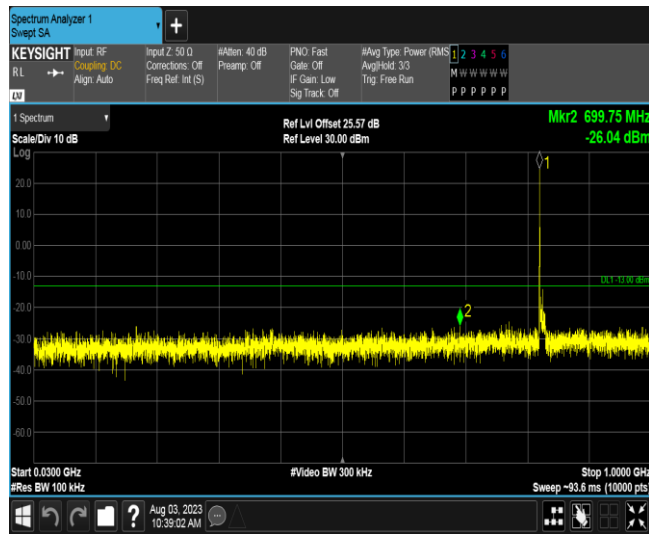 Spectrum Analyzer 1
Swept SA
+
KEYSIGHT
RL
LXI
Input: RF
Coupling: DC
Align: Auto
Input Z: 50 Ω
Corrections: Off
Freq Ref: Int (S)
#Atten: 40 dB
Preamp: Off
PNO: Fast
Gate: Off
IF Gain: Low
Sig Track: Off
#Avg Type: Power (RMS
Avg|Hold: 3/3
Trig: Free Run
1 2 3 4 5 6
M W W W W W
P P P P P P
1 Spectrum
Scale/Div 10 dB
Ref Lvl Offset 25.57 dB
Ref Level 30.00 dBm
Mkr2 699.75 MHz
-26.04 dBm
Log
1
20.0
10.0
0.00
-10.0
DL1 -13.00 dBm
-20.0
2
-30.0
-40.0
-50.0
-60.0
Start 0.0300 GHz
#Res BW 100 kHz
#Video BW 300 kHz
Stop 1.0000 GHz
Sweep ~93.6 ms (10000 pts)
?
Aug 03, 2023
10:39:02 AM